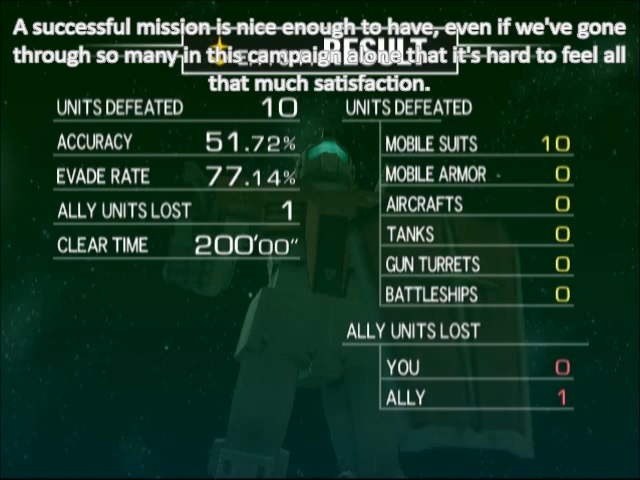 A successful mission is nice enough to have, even if we've gone
through so many in this campaign alone that it's hard to feel all
that much satisfaction.
RESULT
UNITS DEFEATED 10
ACCURACY 51.72%
EVADE RATE 77.14%
ALLY UNITS LOST 1
CLEAR TIME 200'00"
UNITS DEFEATED
MOBILE SUITS 10
MOBILE ARMOR 0
AIRCRAFTS 0
TANKS 0
GUN TURRETS 0
BATTLESHIPS 0
ALLY UNITS LOST
YOU 0
ALLY 1